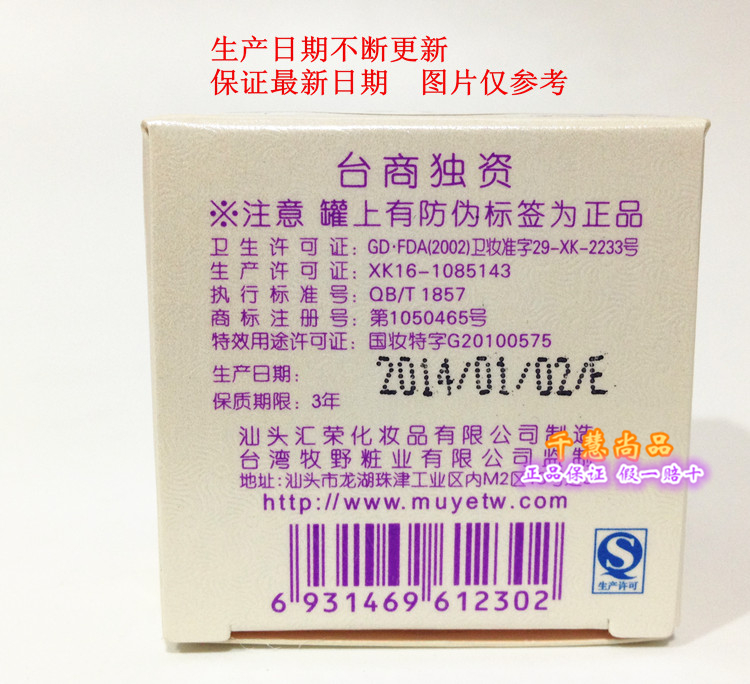 生产日期不断更新
保证最新日期 图片仅参考
台商独资
※注意 罐上有防伪标签为正品
卫生许可证：GD·FDA(2002)卫妆准字29-XK-2233号
生产许可证：XK16-1085143
执行标准号：QB/T 1857
商标注册号：第1050465号
特效用途许可证：国妆特字G20100575
生产日期： 2014/01/02/E
保质期限：3年
汕头汇荣化妆品有限公司制造
千慧尚品
台湾牧野粧业有限公司监制
正品保证 假一赔十
地址：汕头市龙湖珠津工业区内M2区
http://www.muyetw.com
6 931469 612302
生产许可